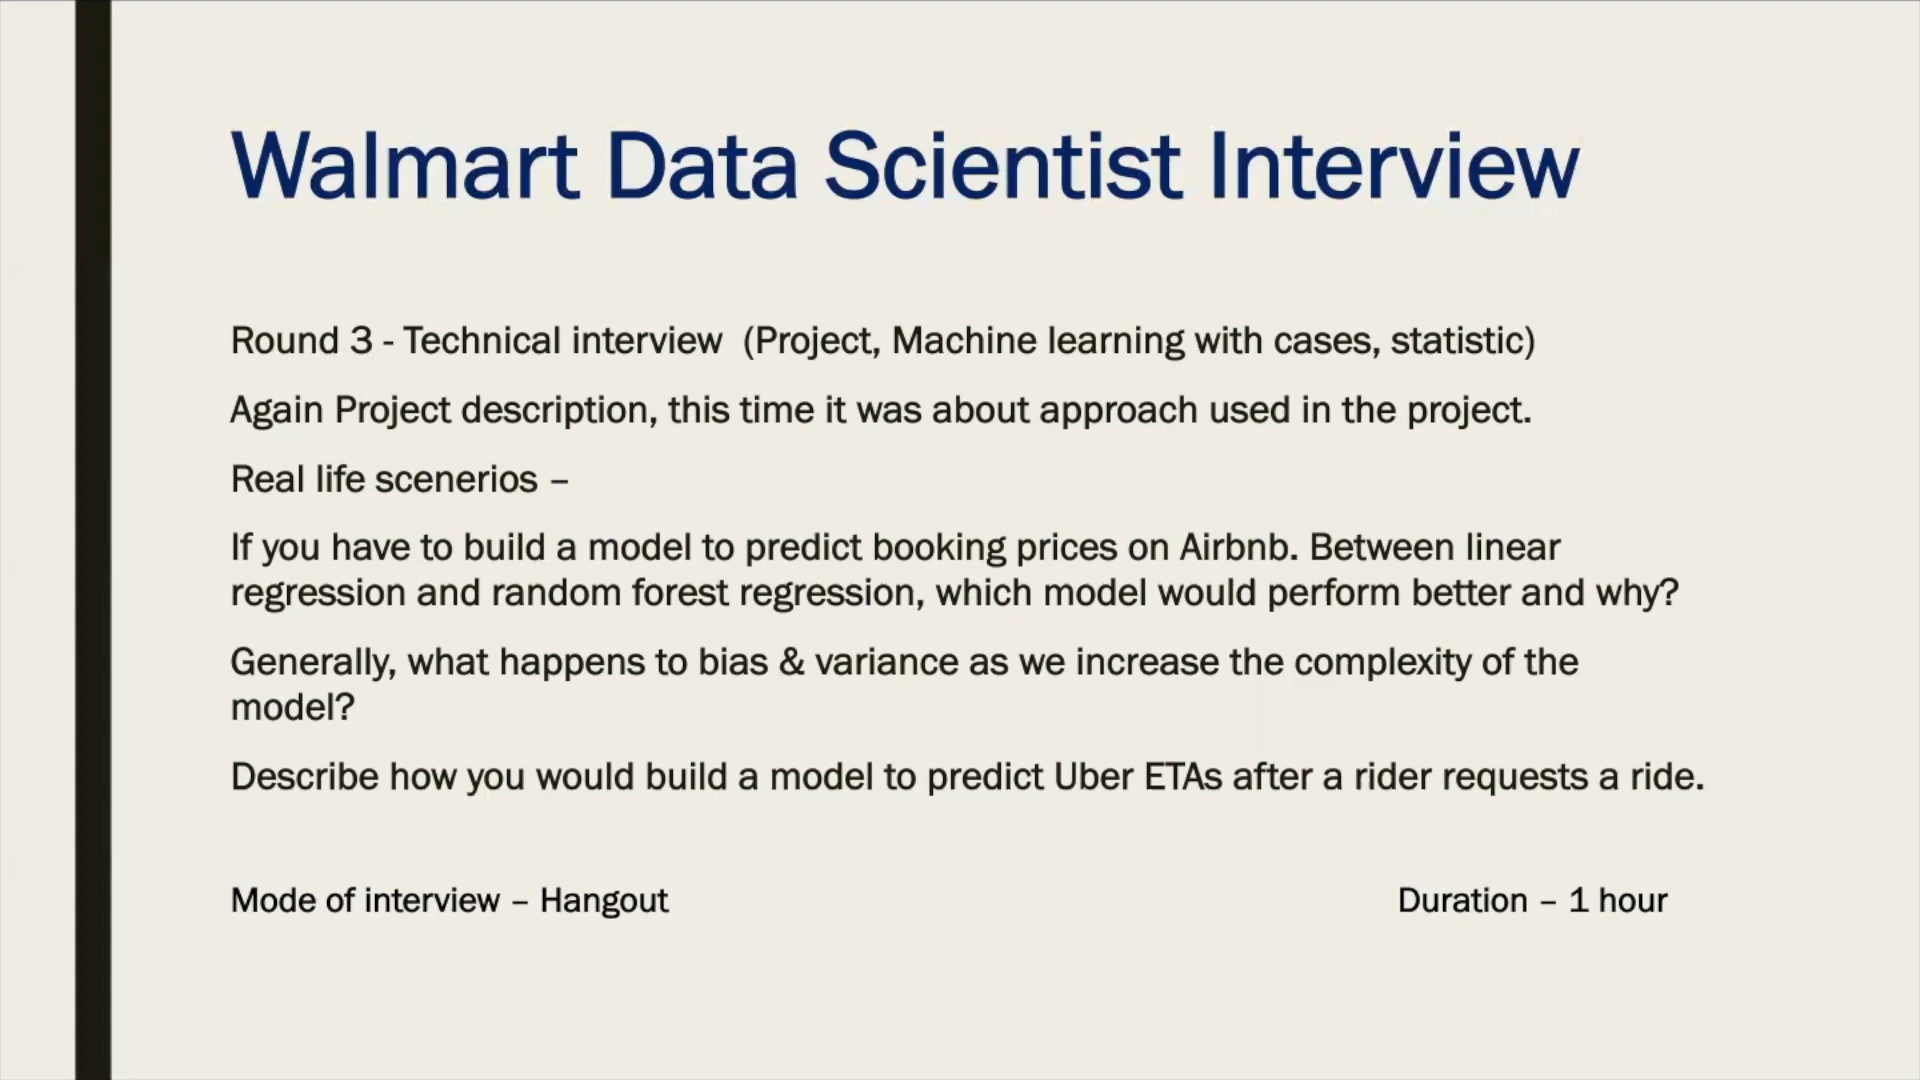 Walmart Data Scientist Interview
Round 3 - Technical interview  (Project, Machine learning with cases, statistic)
Again Project description, this time it was about approach used in the project.
Real life scenerios –
If you have to build a model to predict booking prices on Airbnb. Between linear
regression and random forest regression, which model would perform better and why?
Generally, what happens to bias & variance as we increase the complexity of the
model?
Describe how you would build a model to predict Uber ETAs after a rider requests a ride.
Mode of interview – Hangout
Duration – 1 hour